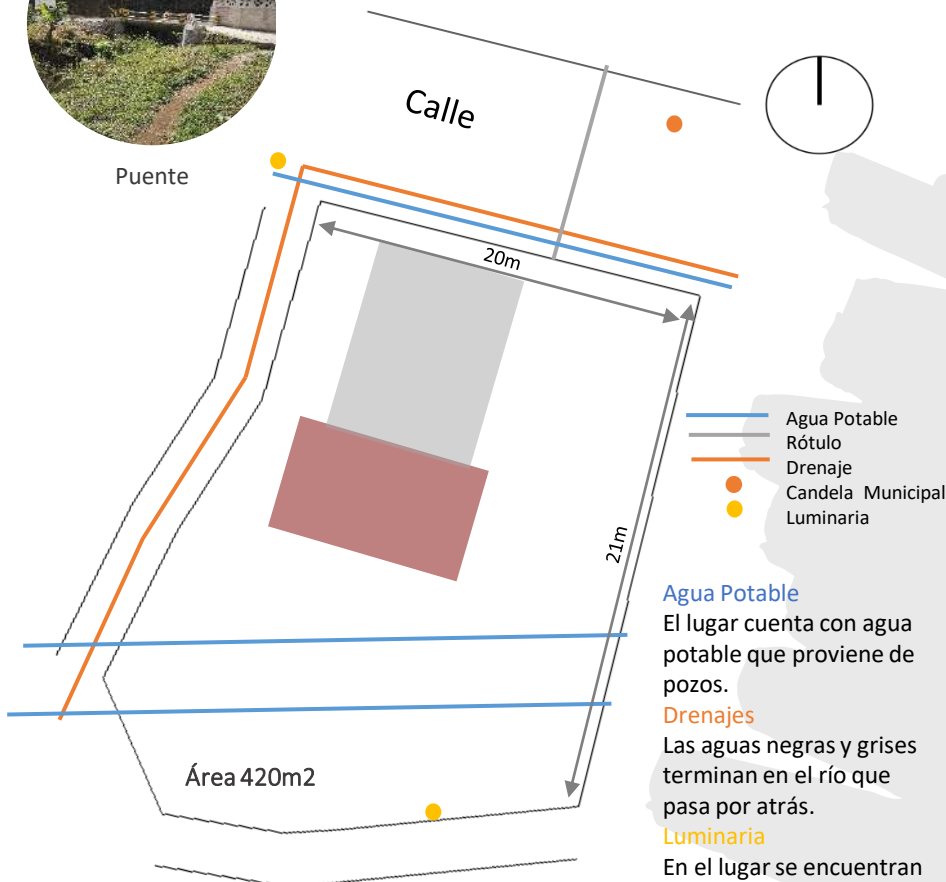 Puente
Calle
20m
21m
Área 420m2
Agua Potable
Rótulo
Drenaje
Candela Municipal
Luminaria
Agua Potable
El lugar cuenta con agua
potable que proviene de
pozos.
Drenajes
Las aguas negras y grises
terminan en el río que
pasa por atrás.
Luminaria
En el lugar se encuentran